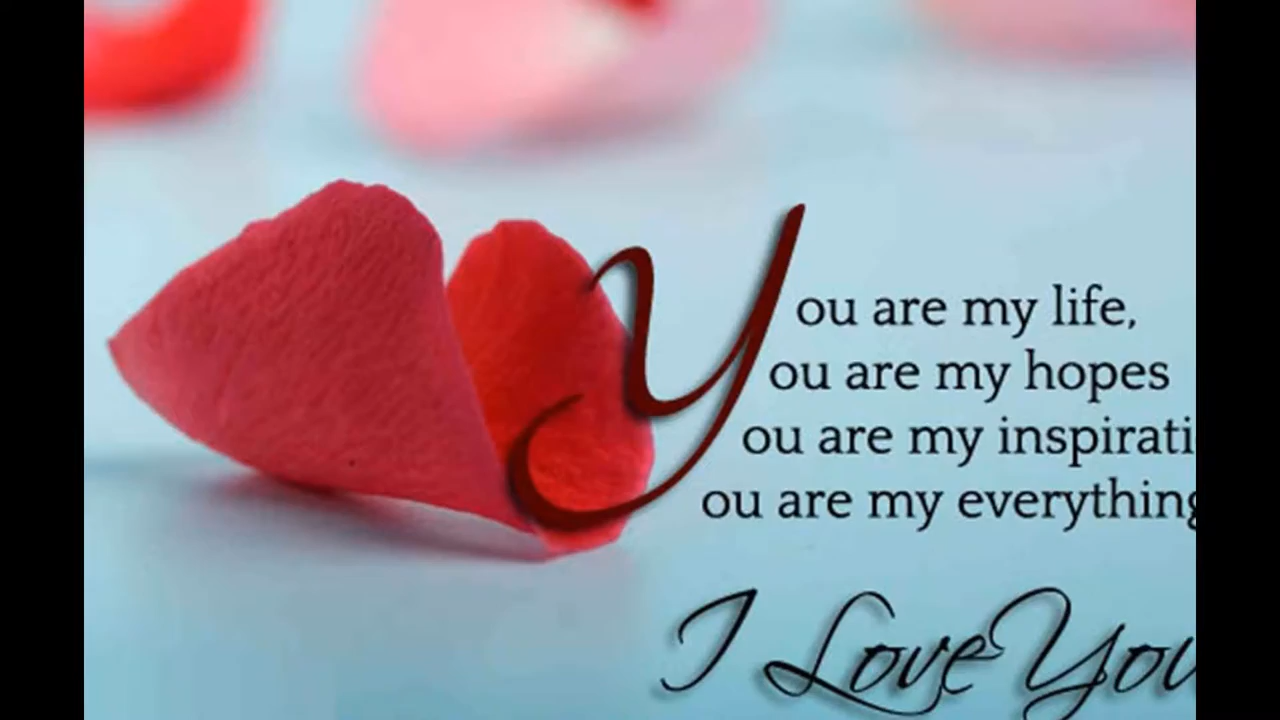 You are my life,
ou are my hopes
ou are my inspirati
ou are my everything
I Love You